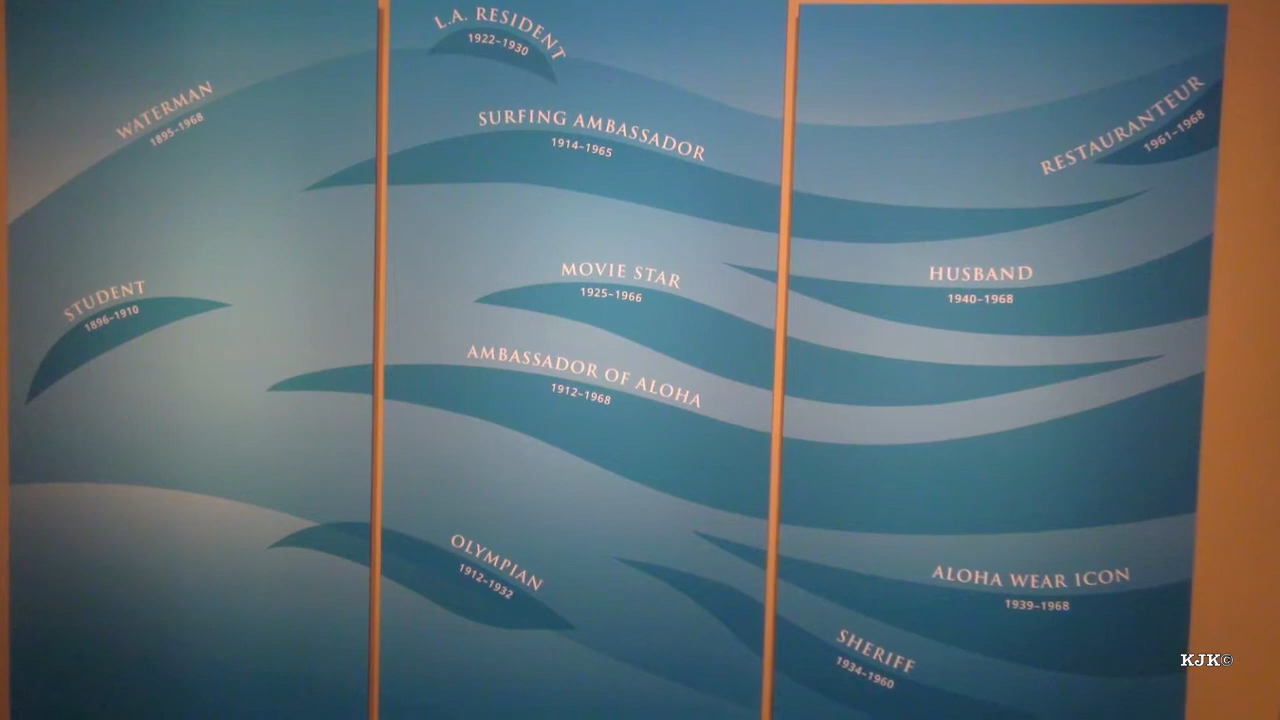 L.A. RESIDENT
1922–1930
WATERMAN
1895–1968
SURFING AMBASSADOR
1914–1965
RESTAURANTEUR
1961–1968
STUDENT
1896–1910
MOVIE STAR
1925–1966
HUSBAND
1940–1968
AMBASSADOR OF ALOHA
1912–1968
OLYMPIAN
1912–1932
ALOHA WEAR ICON
1939–1968
SHERIFF
1934–1960
KJK©